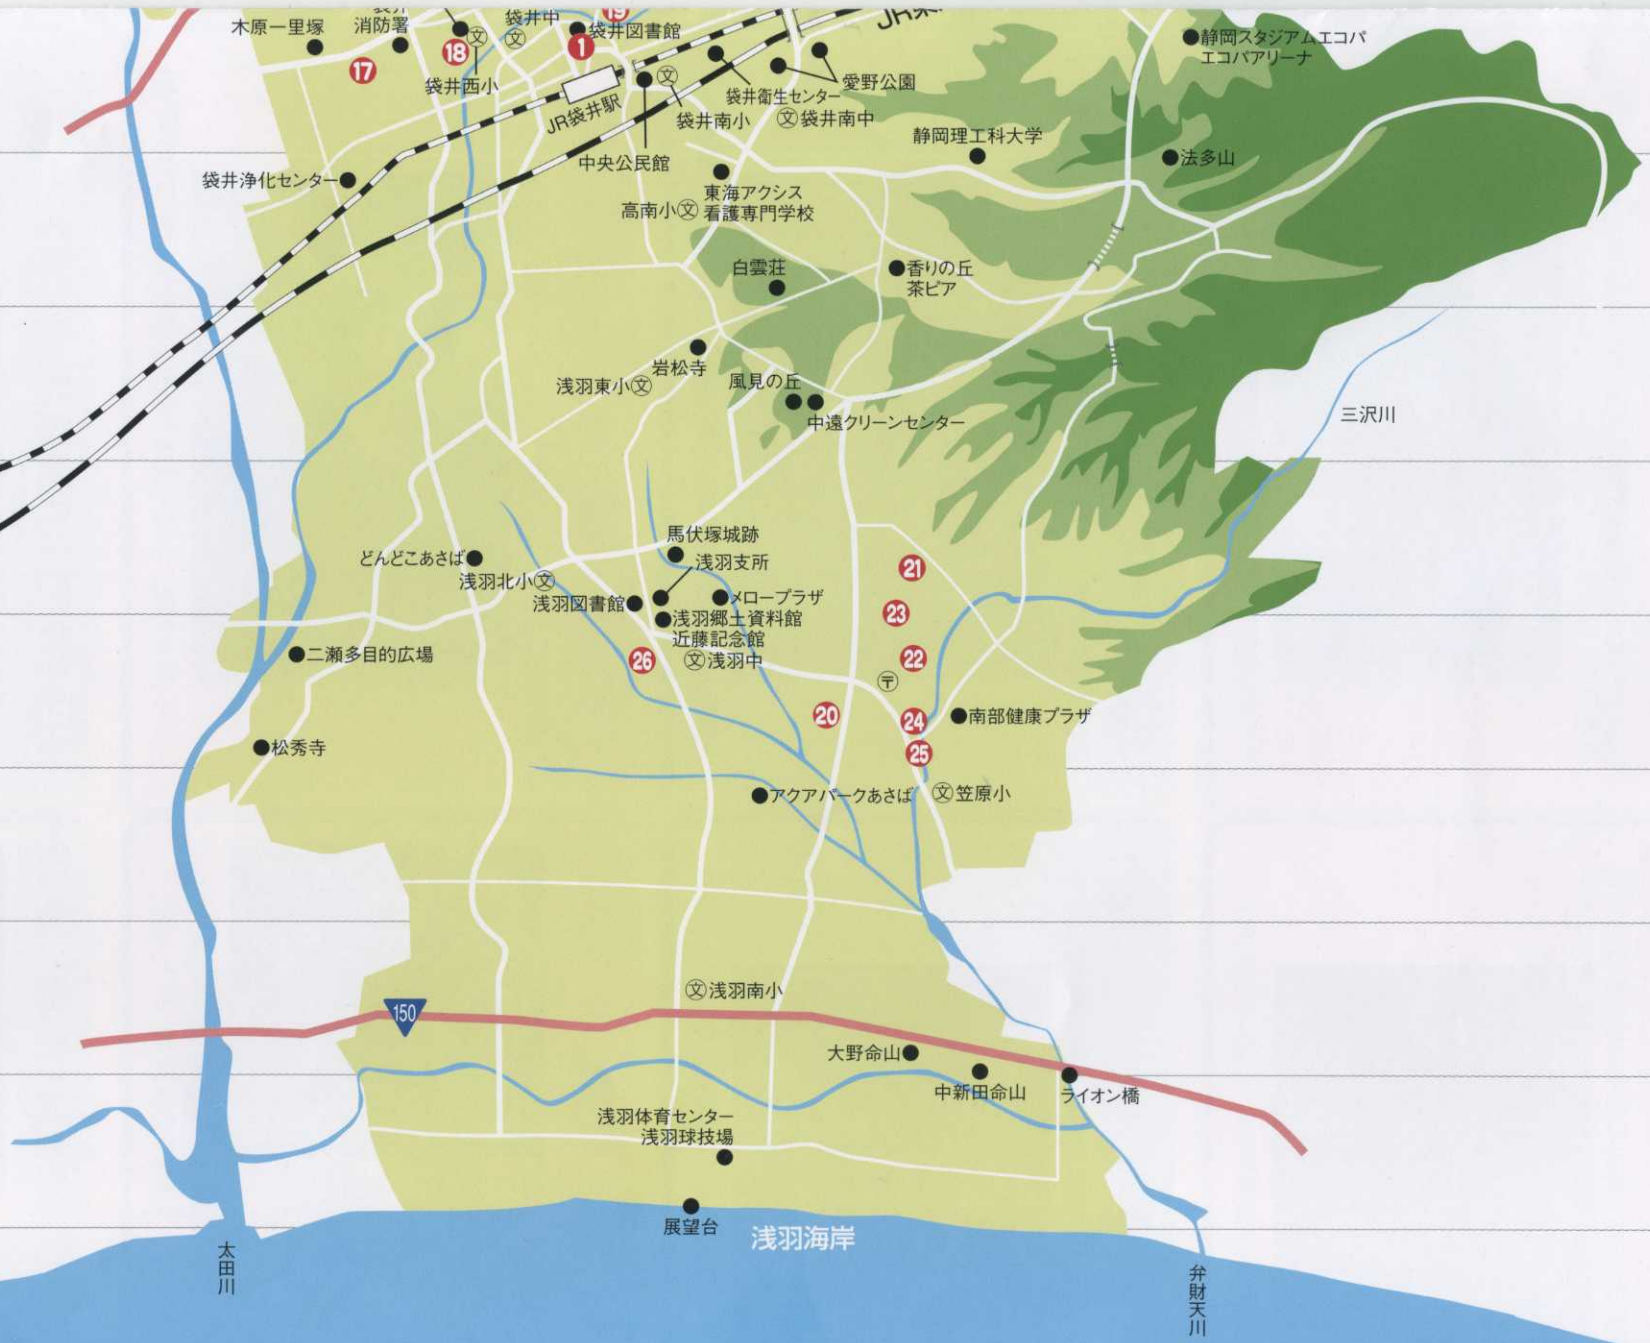 木原一里塚
消防署
袋井中
19
袋井図書館
JR東
静岡スタジアムエコパ
エコパアリーナ
17
18
文
文
1
袋井西小
JR袋井駅
文
袋井南小
袋井衛生センター
愛野公園
文袋井南中
中央公民館
静岡理工科大学
法多山
袋井浄化センター
東海アクシス
看護専門学校
高南小文
白雲荘
香りの丘
茶ピア
岩松寺
浅羽東小文
風見の丘
中遠クリーンセンター
三沢川
馬伏塚城跡
どんどこあさば
浅羽支所
浅羽北小文
浅羽図書館
メロープラザ
浅羽郷土資料館
近藤記念館
文浅羽中
21
23
22
26
〒
二瀬多目的広場
20
24
南部健康プラザ
25
松秀寺
アクアパークあさば
文笠原小
文浅羽南小
150
大野命山
中新田命山
ライオン橋
浅羽体育センター
浅羽球技場
展望台
浅羽海岸
太田川
弁財天川